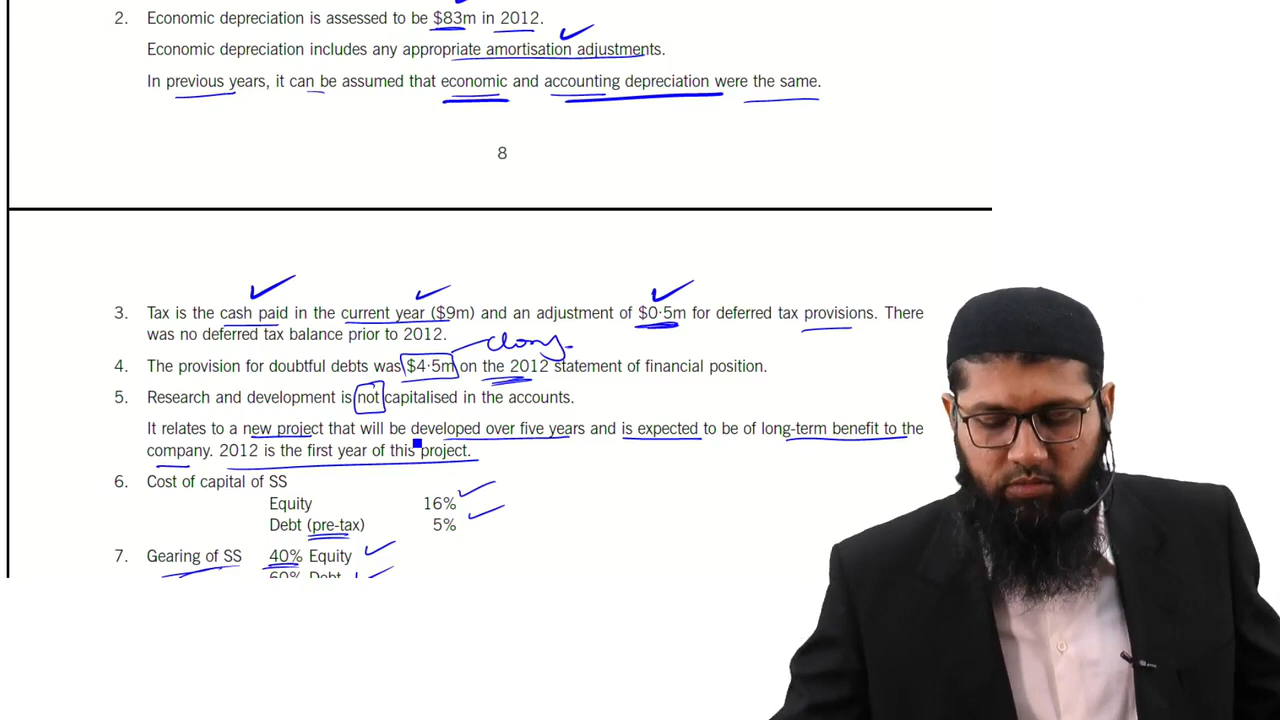 2. Economic depreciation is assessed to be $83m in 2012.
Economic depreciation includes any appropriate amortisation adjustments.
In previous years, it can be assumed that economic and accounting depreciation were the same.
8
3. Tax is the cash paid in the current year ($9m) and an adjustment of $0·5m for deferred tax provisions. There
was no deferred tax balance prior to 2012.
4. The provision for doubtful debts was $4·5m on the 2012 statement of financial position.
5. Research and development is not capitalised in the accounts.
It relates to a new project that will be developed over five years and is expected to be of long-term benefit to the
company. 2012 is the first year of this project.
6. Cost of capital of SS
Equity 16%
Debt (pre-tax) 5%
7. Gearing of SS 40% Equity
60% Debt